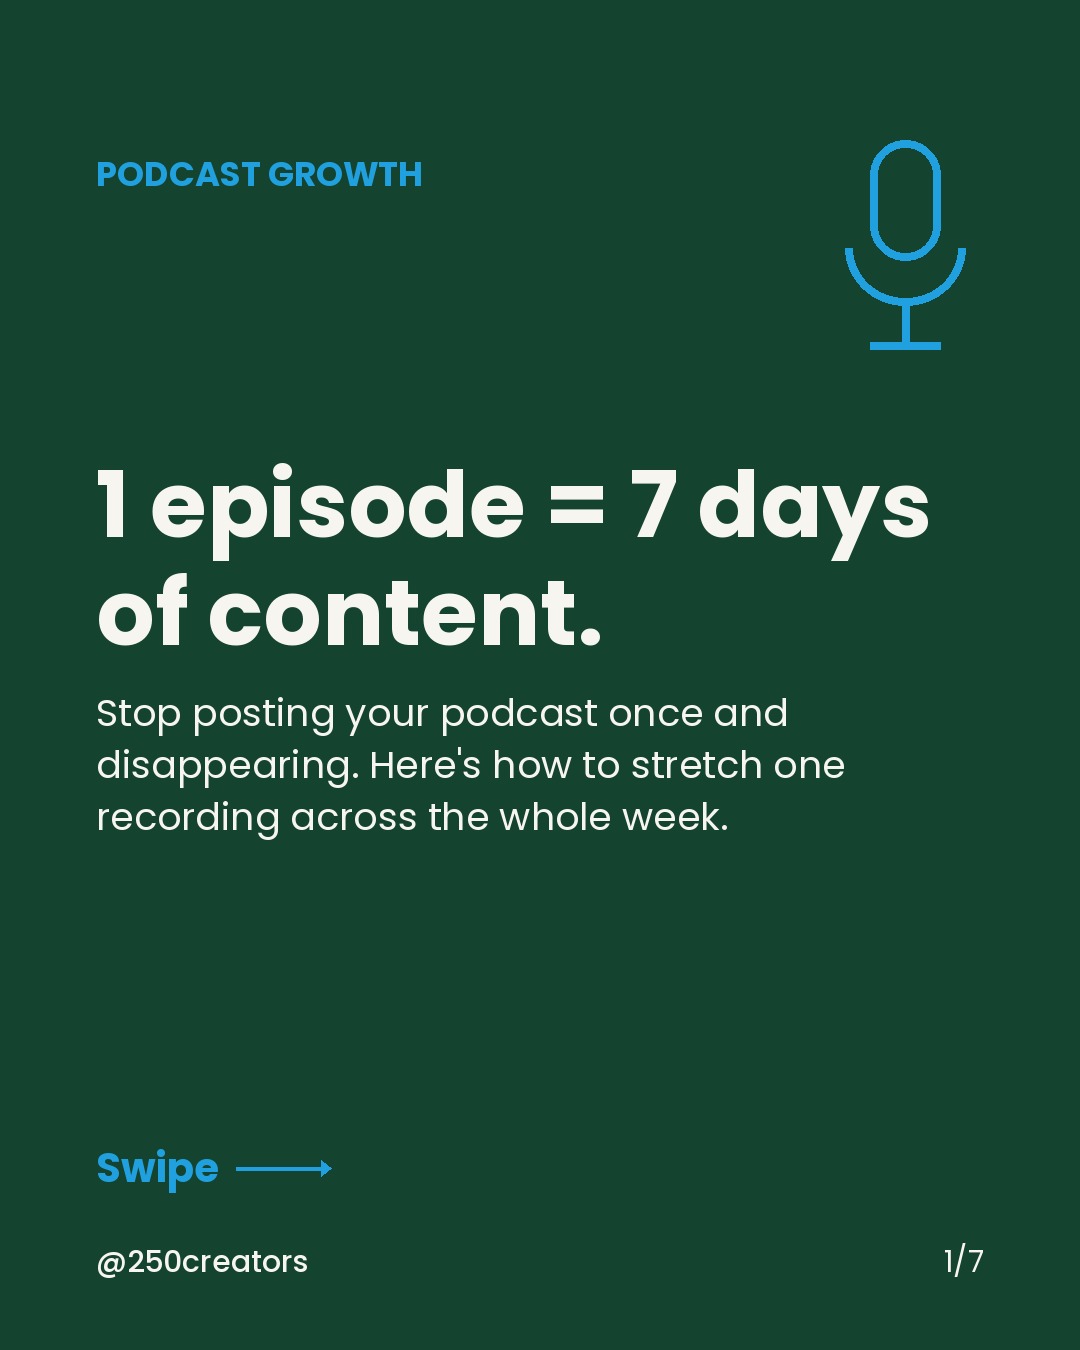 PODCAST GROWTH
1 episode = 7 days
of content.
Stop posting your podcast once and
disappearing. Here's how to stretch one
recording across the whole week.
Swipe
@250creators
1/7